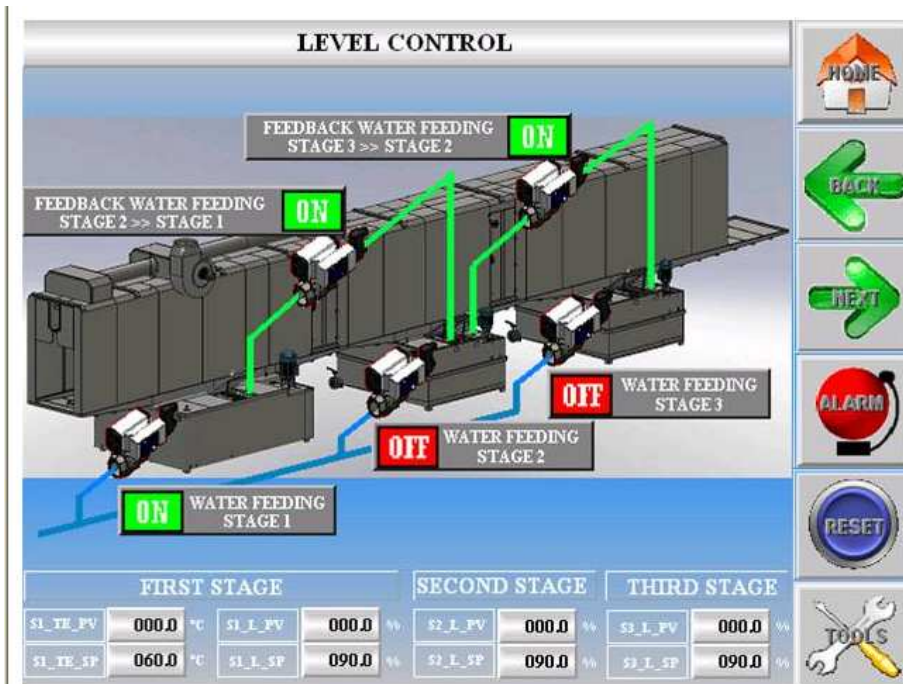 LEVEL CONTROL
HOME
FEEDBACK WATER FEEDING
STAGE 3 >> STAGE 2
ON
BACK
FEEDBACK WATER FEEDING
STAGE 2 >> STAGE 1
ON
NEXT
OFF
WATER FEEDING
STAGE 3
ALARM
OFF
WATER FEEDING
STAGE 2
ON
WATER FEEDING
STAGE 1
RESET
FIRST STAGE
SECOND STAGE
THIRD STAGE
S1_TE_PV 000.0 °C S1_L_PV 000.0 % S2_L_PV 000.0 % S3_L_PV 000.0 %
S1_TE_SP 060.0 °C S1_L_SP 090.0 % S2_L_SP 090.0 % S3_L_SP 090.0 %
TOOLS